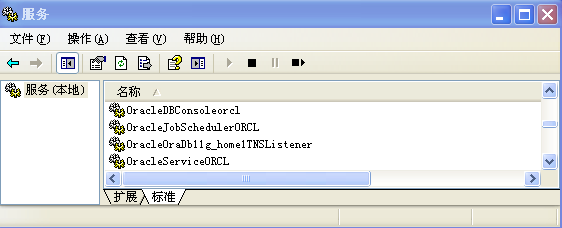 服务
文件(F) 操作(A) 查看(V) 帮助(H)
服务(本地)
名称
OracleDBConsoleorcl
OracleJobSchedulerORCL
OracleOraDb11g_home1TNSListener
OracleServiceORCL
扩展 标准